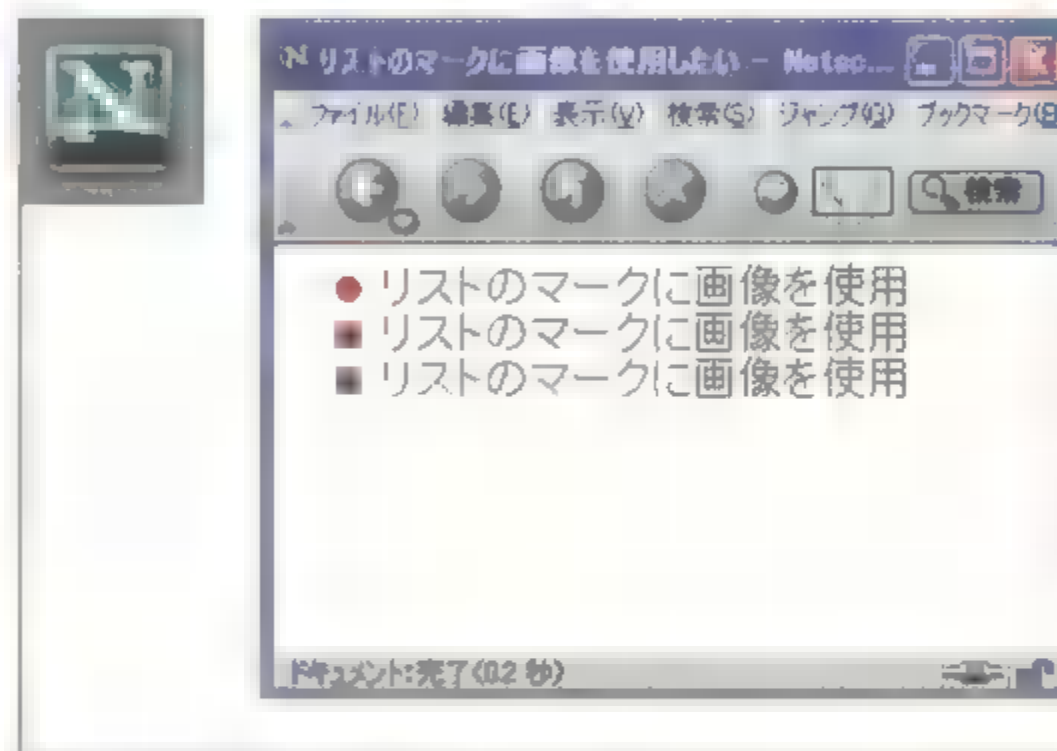 N
リストのマークに画像を使用したい - Netsc...
ファイル(F) 編集(E) 表示(V) 検索(S) ジャンプ(G) ブックマーク(B
検索
リストのマークに画像を使用
リストのマークに画像を使用
リストのマークに画像を使用
ドキュメント:完了(0.2 秒)